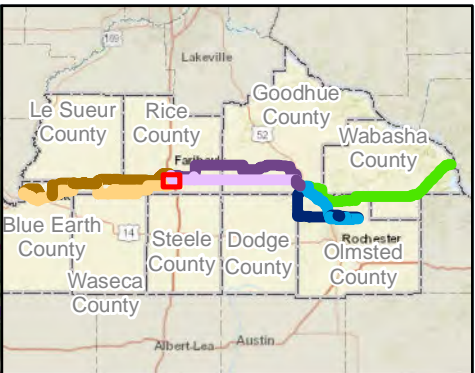 169
Lakeville
Goodhue
County
Le Sueur
County
Rice
County
52
Wabasha
County
Blue Earth
County
14
Steele
County
Dodge
County
Rochester
Olmsted
County
Waseca
County
Albert Lea
Austin